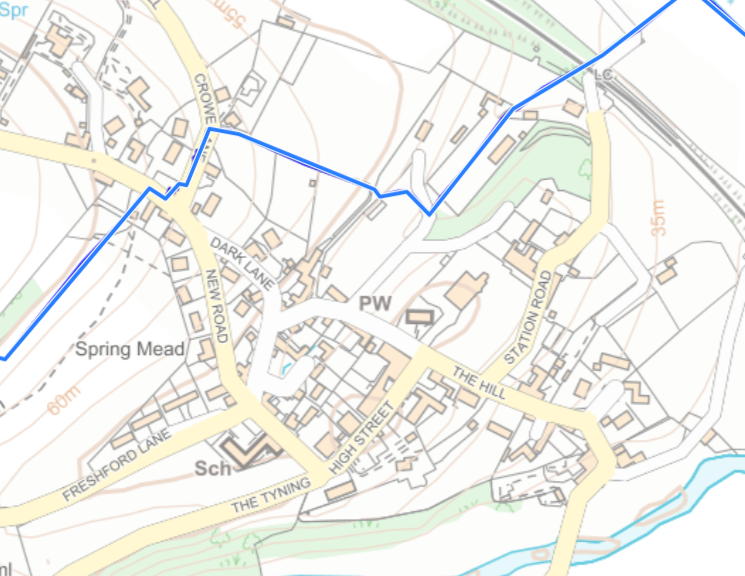 Spr
55m
CROWE
LC
35m
DARK LANE
NEW ROAD
PW
STATION ROAD
Spring Mead
THE HILL
60m
HIGH STREET
FRESHFORD LANE
Sch
THE TYNING